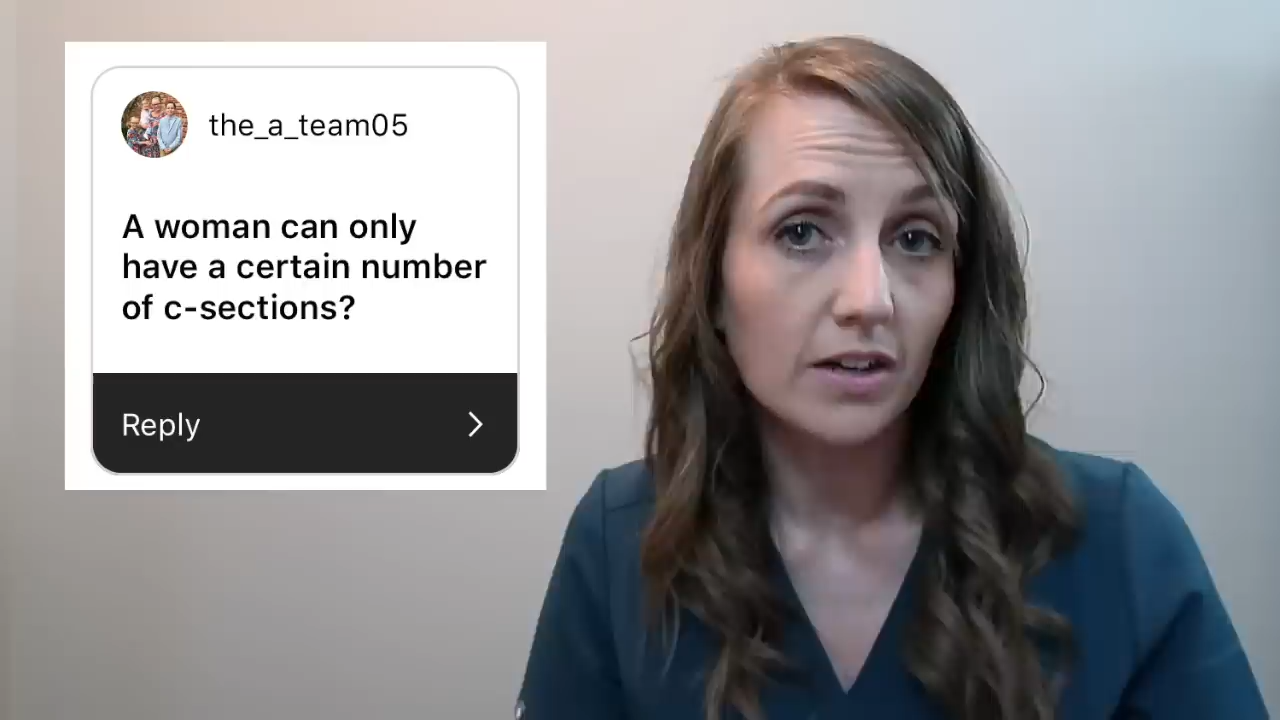 the_a_team05
A woman can only
have a certain number
of c-sections?
Reply